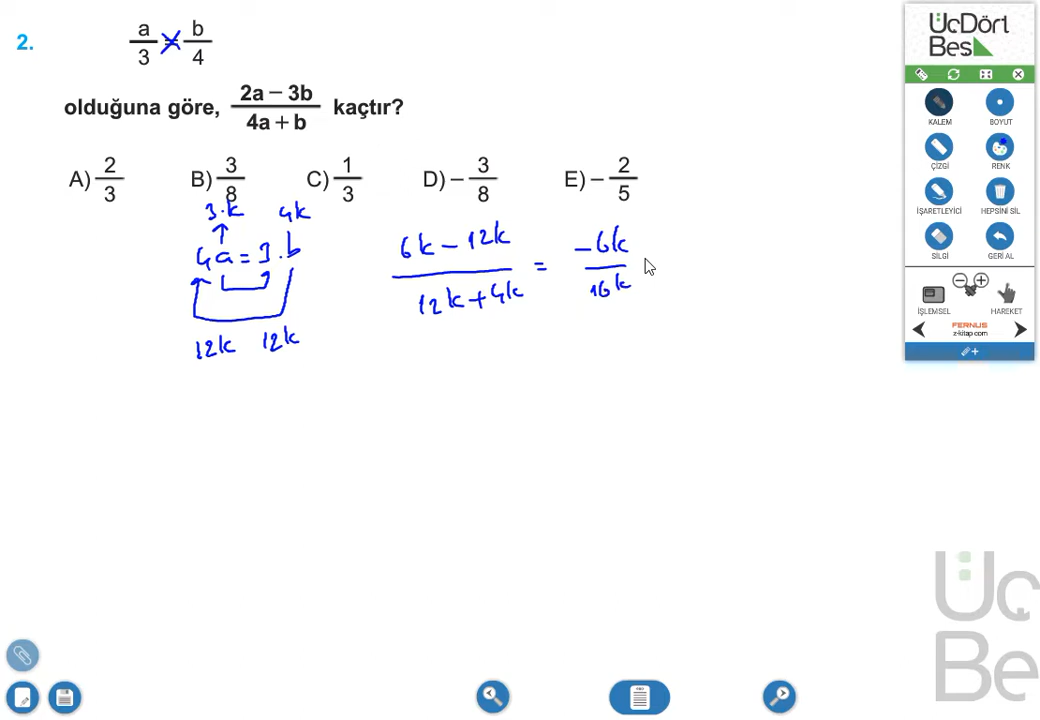 2. a/3 = b/4
olduğuna göre, (2a − 3b)/(4a + b) kaçtır?
A) 2/3 B) 3/8 C) 1/3 D) − 3/8 E) − 2/5
3.k 4k
4a = 3.b
12k 12k
(6k − 12k)/(12k + 4k) = −6k/16k
ÜçDört
Beş
KALEM BOYUT
ÇİZGİ RENK
İŞARETLEYİCİ HEPSİNİ SİL
SİLGİ GERİ AL
İŞLEMSEL HAREKET
FERNUS
z-kitap.com
Üç
Be